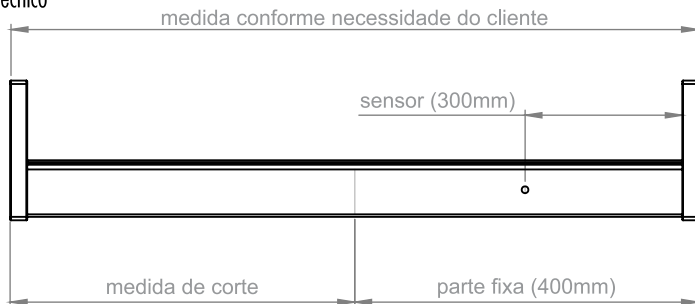 medida conforme necessidade do cliente
sensor (300mm)
medida de corte
parte fixa (400mm)